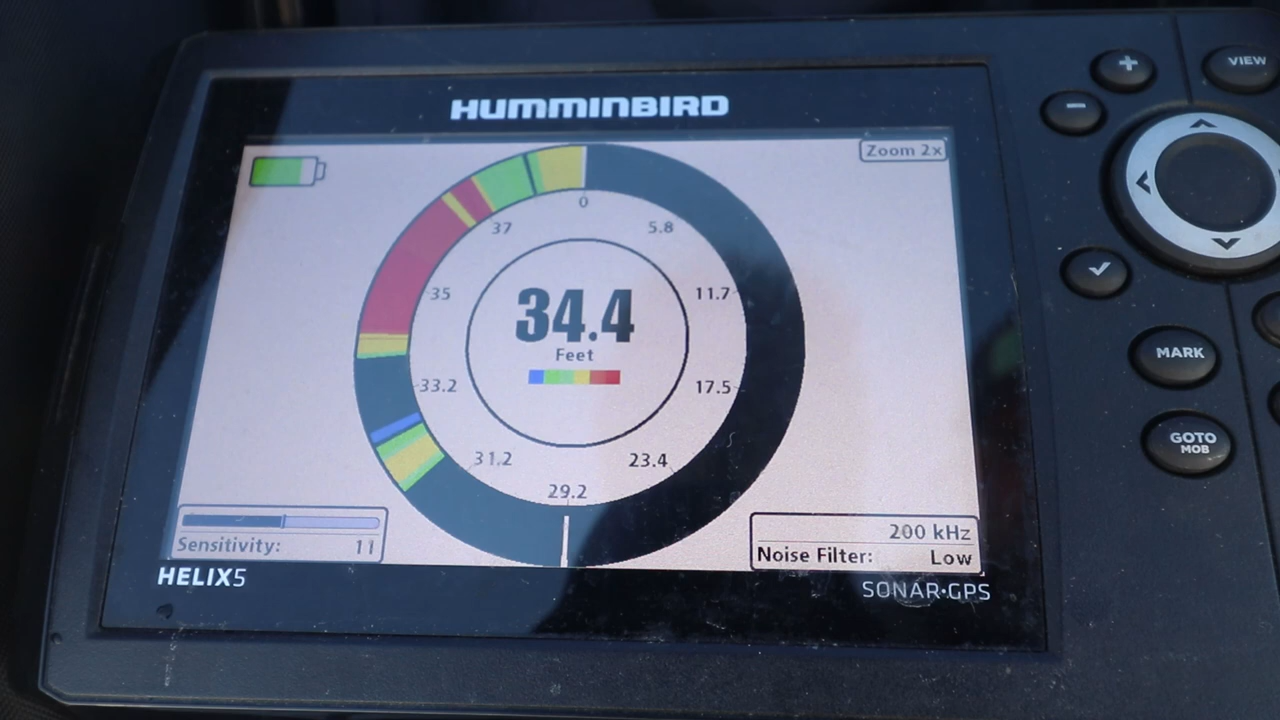 HUMMINBIRD
Zoom 2x
0
37
5.8
35
11.7
34.4
Feet
33.2
17.5
31.2
23.4
29.2
Sensitivity: 11
200 kHz
Noise Filter: Low
HELIX5
SONAR·GPS
+
-
VIEW
MARK
GOTO
MOB